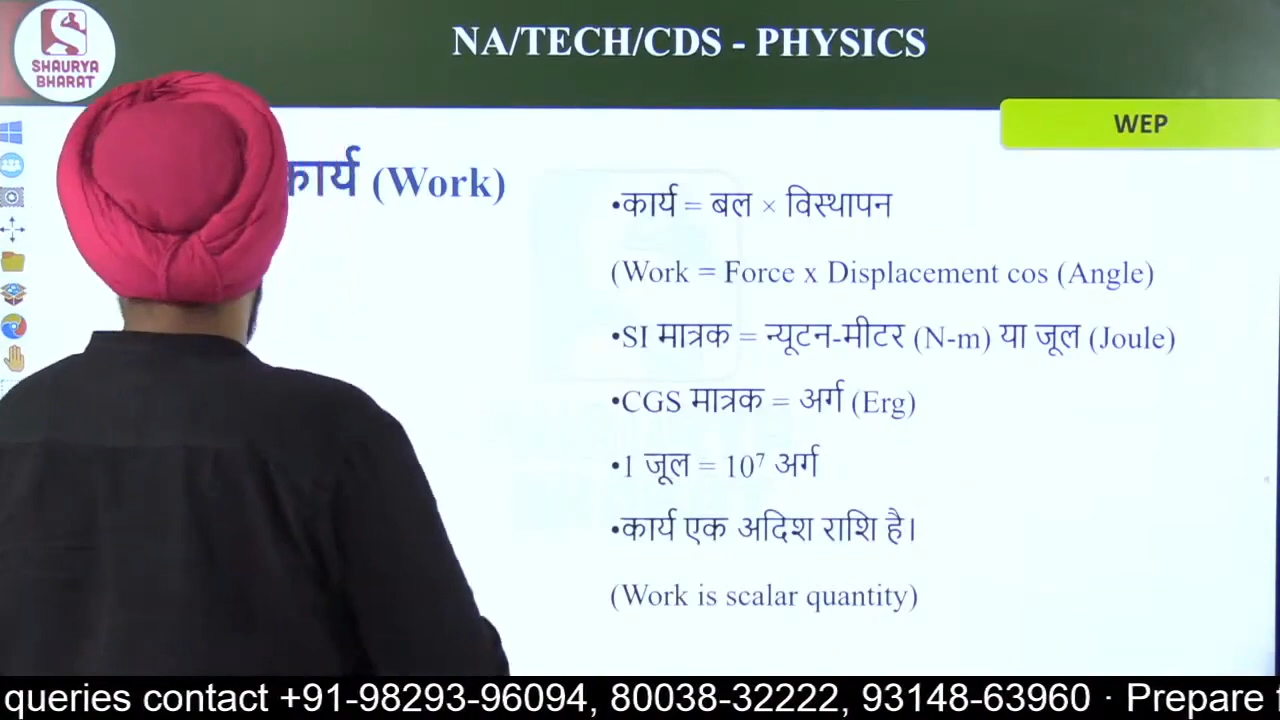 SHAURYA
BHARAT
NA/TECH/CDS - PHYSICS
WEP
कार्य (Work)
•कार्य = बल × विस्थापन
(Work = Force x Displacement cos (Angle)
•SI मात्रक = न्यूटन-मीटर (N-m) या जूल (Joule)
•CGS मात्रक = अर्ग (Erg)
•1 जूल = 10⁷ अर्ग
•कार्य एक अदिश राशि है।
(Work is scalar quantity)
queries contact +91-98293-96094, 80038-32222, 93148-63960 · Prepare